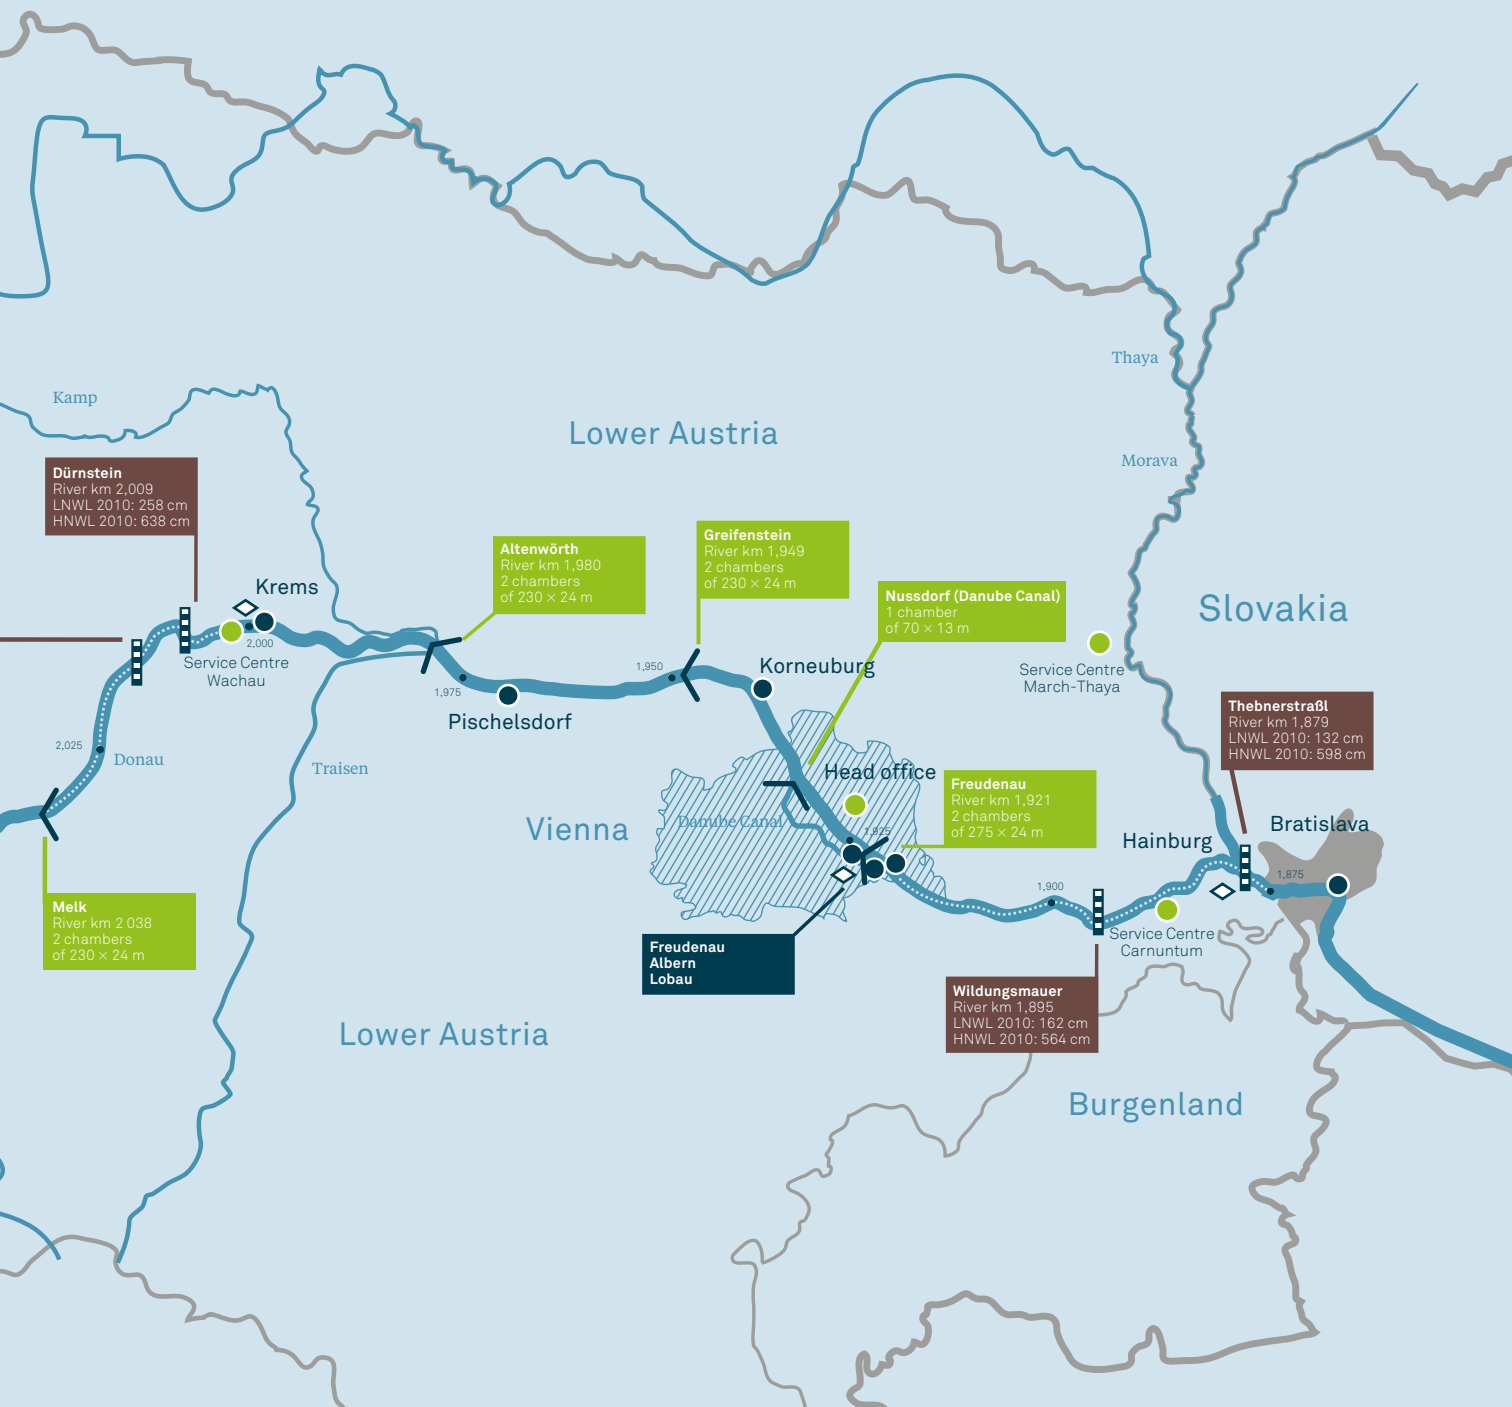 Thaya
Kamp
Lower Austria
Morava
Dürnstein
River km 2,009
LNWL 2010: 258 cm
HNWL 2010: 638 cm
Altenwörth
River km 1,980
2 chambers
of 230 × 24 m
Greifenstein
River km 1,949
2 chambers
of 230 × 24 m
Nussdorf (Danube Canal)
1 chamber
of 70 × 13 m
Krems
2,000
Service Centre
Wachau
Slovakia
Service Centre
March-Thaya
1,950
Korneuburg
1,975
Pischelsdorf
Thebnerstraßl
River km 1,879
LNWL 2010: 132 cm
HNWL 2010: 598 cm
2,025
Donau
Traisen
Head office
Freudenau
River km 1,921
2 chambers
of 275 × 24 m
Vienna
Danube Canal
1,925
Hainburg
Bratislava
1,875
1,900
Melk
River km 2 038
2 chambers
of 230 × 24 m
Service Centre
Carnuntum
Freudenau
Albern
Lobau
Wildungsmauer
River km 1,895
LNWL 2010: 162 cm
HNWL 2010: 564 cm
Lower Austria
Burgenland